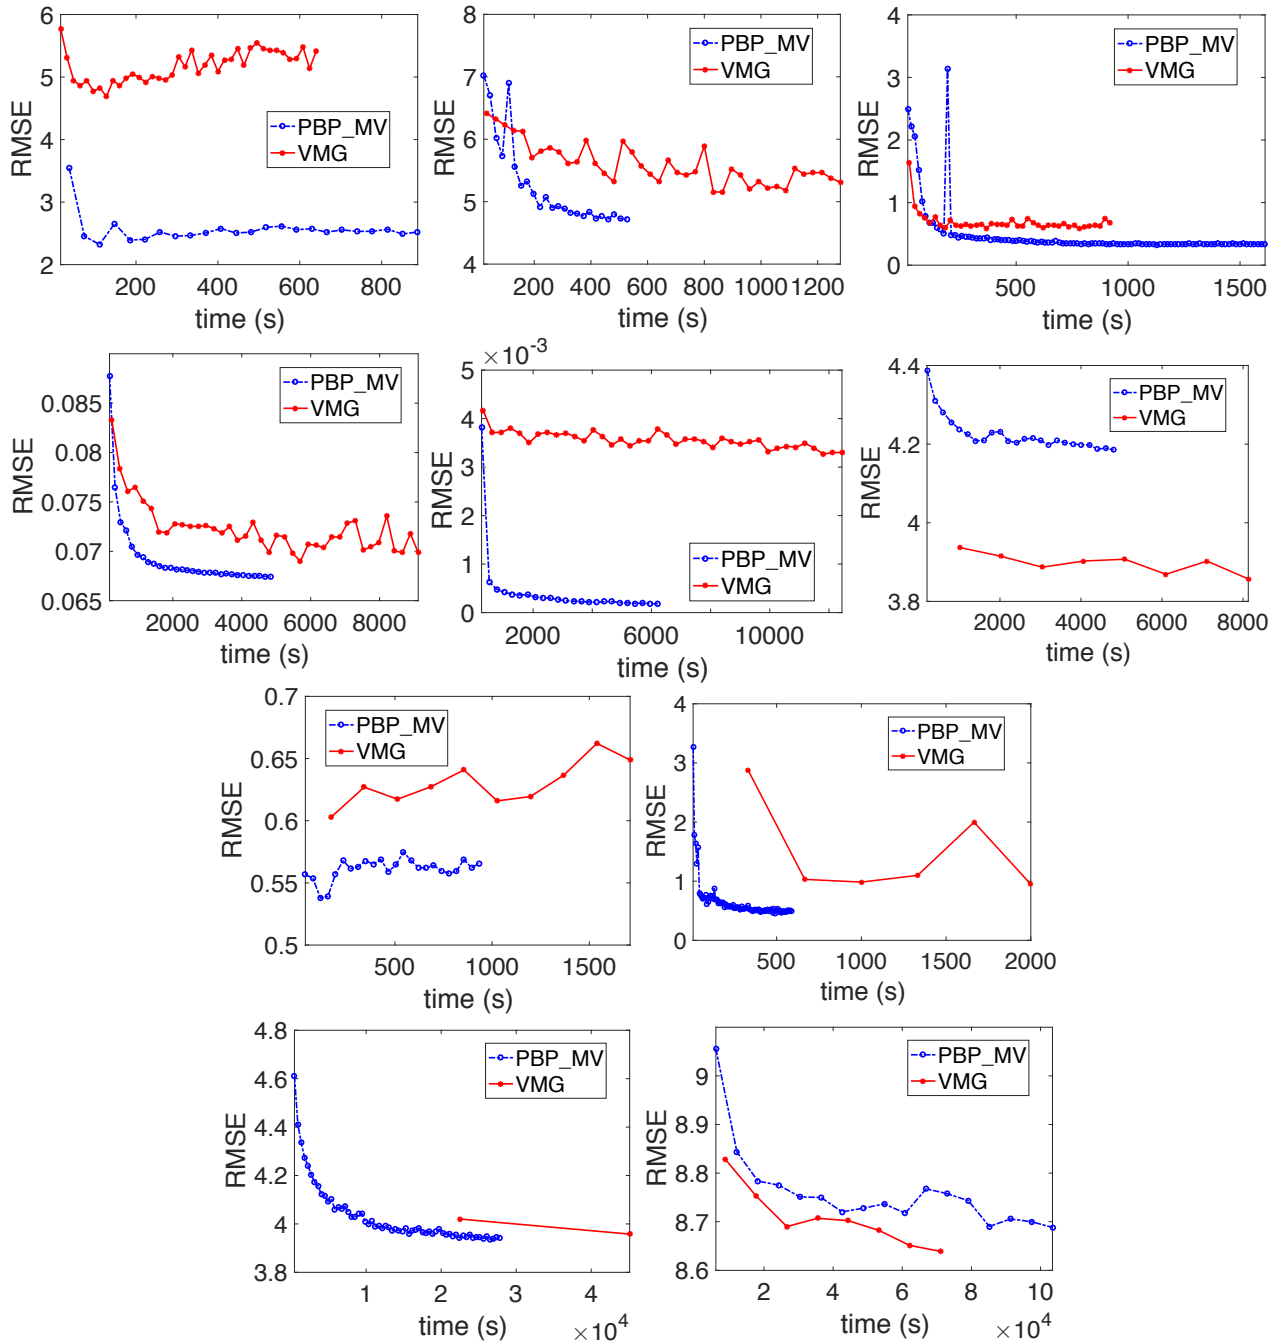 6
5
4
3
2
RMSE
PBP_MV
VMG
200 400 600 800
time (s)
8
7
6
5
4
RMSE
PBP_MV
VMG
200 400 600 800 1000 1200
time (s)
4
3
2
1
0
RMSE
PBP_MV
VMG
500 1000 1500
time (s)
0.085
0.08
0.075
0.07
0.065
RMSE
PBP_MV
VMG
2000 4000 6000 8000
time (s)
×10-3
5
4
3
2
1
0
RMSE
PBP_MV
VMG
2000 6000 10000
time (s)
4.4
4.2
4
3.8
RMSE
PBP_MV
VMG
2000 4000 6000 8000
time (s)
0.7
0.65
0.6
0.55
0.5
RMSE
PBP_MV
VMG
500 1000 1500
time (s)
4
3
2
1
0
RMSE
PBP_MV
VMG
500 1000 1500 2000
time (s)
4.8
4.6
4.4
4.2
4
3.8
RMSE
PBP_MV
VMG
1 2 3 4
time (s) ×10⁴
9
8.9
8.8
8.7
8.6
RMSE
PBP_MV
VMG
2 4 6 8 10
time (s) ×10⁴